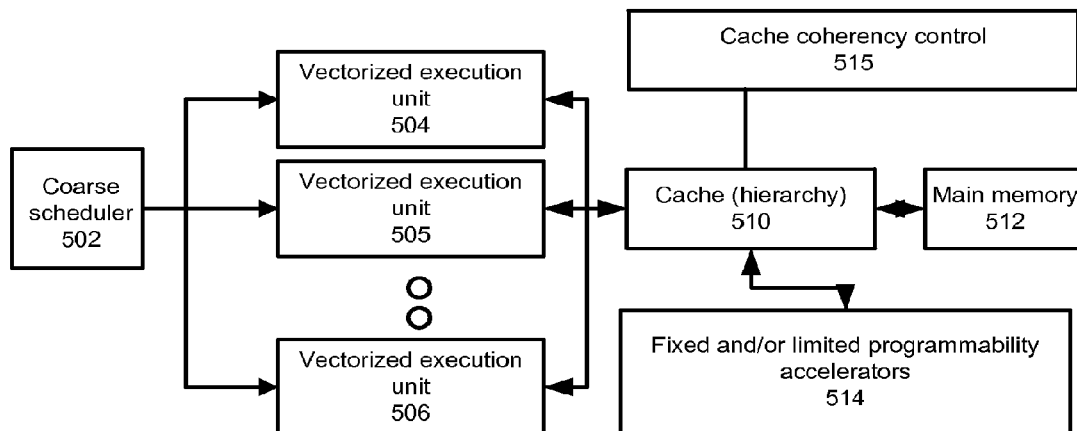 Coarse
scheduler
502
Vectorized execution
unit
504
Vectorized execution
unit
505
Vectorized execution
unit
506
Cache coherency control
515
Cache (hierarchy)
510
Main memory
512
Fixed and/or limited programmability
accelerators
514